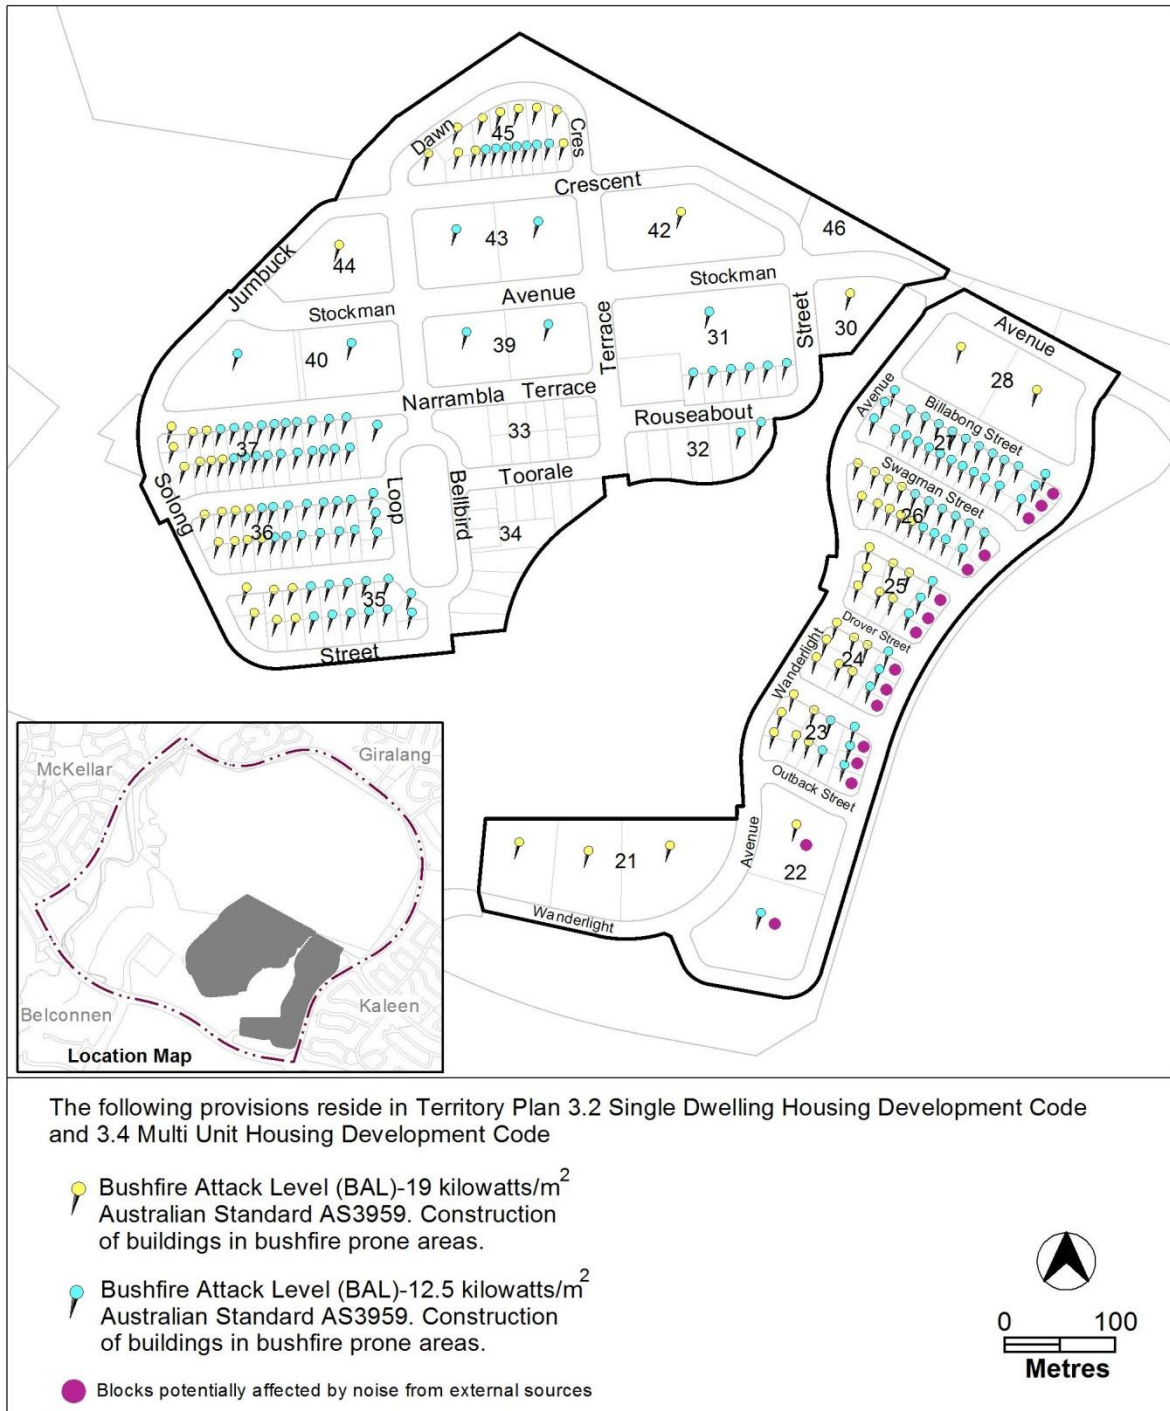 Dawn
45
Cres
Crescent
46
42
43
44
Jumbuck
Stockman
Stockman
Avenue
Avenue
Terrace
Street
30
31
39
40
28
Narrambla Terrace
Rouseabout
Avenue
Billabong Street
27
33
32
37
Solong
Loop
Bellbird
Toorale
34
36
Swagman Street
26
25
35
Street
Drover Street
24
Wanderlight
23
Outback Street
Avenue
22
21
Wanderlight
McKellar
Giralang
Belconnen
Kaleen
Location Map
The following provisions reside in Territory Plan 3.2 Single Dwelling Housing Development Code
and 3.4 Multi Unit Housing Development Code
Bushfire Attack Level (BAL)-19 kilowatts/m²
Australian Standard AS3959. Construction
of buildings in bushfire prone areas.
Bushfire Attack Level (BAL)-12.5 kilowatts/m²
Australian Standard AS3959. Construction
of buildings in bushfire prone areas.
Blocks potentially affected by noise from external sources
0 100
Metres